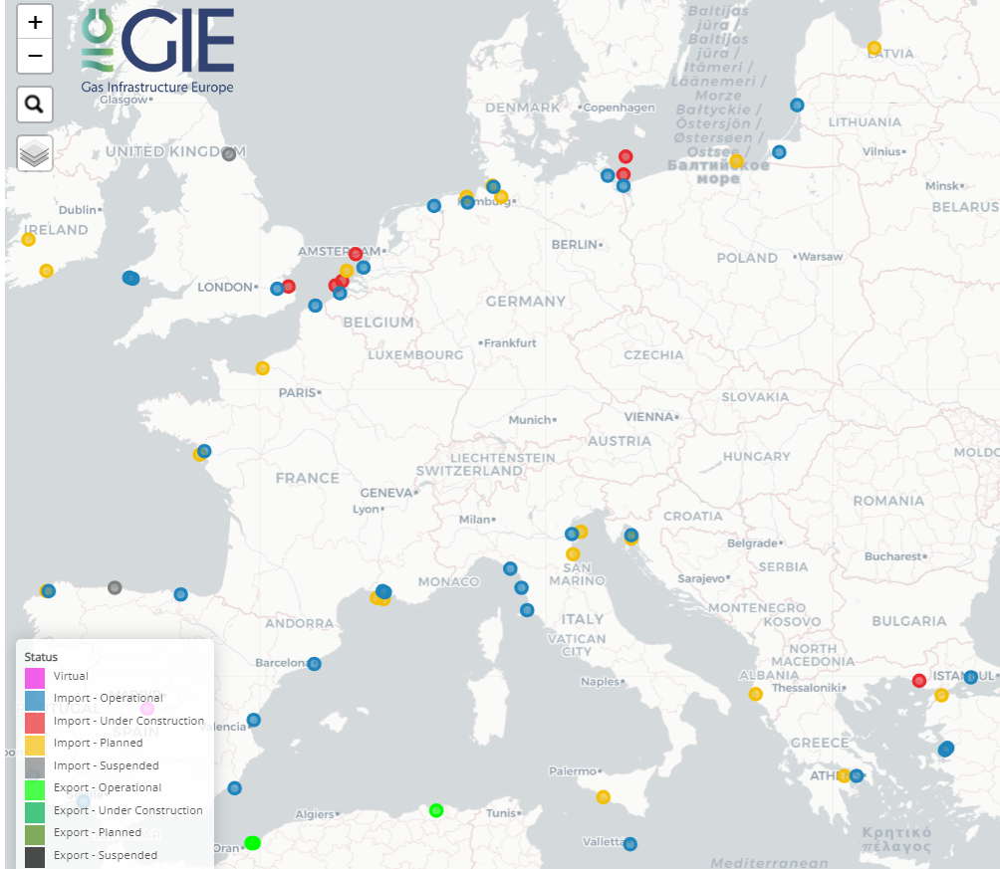 +
−
GIE
Gas Infrastructure Europe
Glasgow
UNITED KINGDOM
Dublin
IRELAND
LONDON
DENMARK
Copenhagen
Baltijas
jūra /
Baltijos
jūra /
Itämeri /
Läänemeri /
Morze
Bałtyckie /
Östersjön /
Østersøen /
Ostsee /
Балтийское
море
LATVIA
LITHUANIA
Vilnius
Minsk
BELARUS
Hamburg
AMSTERDAM
BERLIN
POLAND
Warsaw
GERMANY
BELGIUM
LUXEMBOURG
Frankfurt
CZECHIA
PARIS
SLOVAKIA
Munich
VIENNA
AUSTRIA
LIECHTENSTEIN
SWITZERLAND
HUNGARY
MOLDO
FRANCE
GENEVA
Lyon
Milan
CROATIA
ROMANIA
Belgrade
Bucharest
SERBIA
Sarajevo
SAN
MARINO
MONACO
ANDORRA
ITALY
VATICAN
CITY
MONTENEGRO
KOSOVO
BULGARIA
NORTH
MACEDONIA
ALBANIA
Thessaloniki
ISTANBUL
Barcelona
Naples
MADRID
PORTUGAL
SPAIN
Valencia
GREECE
Palermo
Algiers
Tunis
Oran
Valletta
Κρητικό
πέλαγος
Mediterranean
Status
Virtual
Import - Operational
Import - Under Construction
Import - Planned
Import - Suspended
Export - Operational
Export - Under Construction
Export - Planned
Export - Suspended